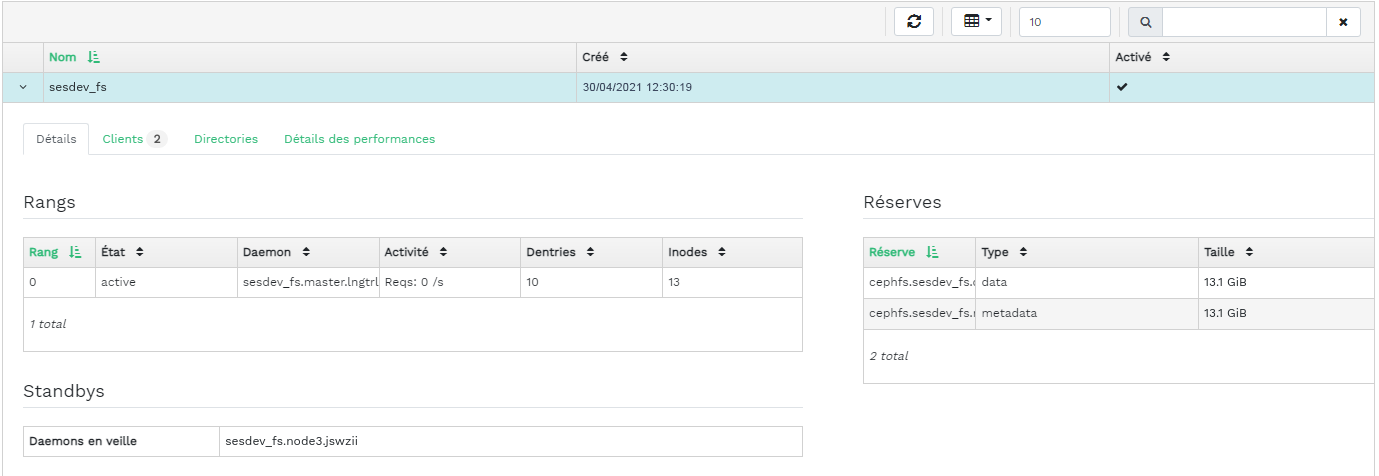 10
Nom Créé Activé
sesdev_fs 30/04/2021 12:30:19
Détails Clients 2 Directories Détails des performances
Rangs
Rang État Daemon Activité Dentries Inodes
0 active sesdev_fs.master.lngtrl Reqs: 0 /s 10 13
1 total
Standbys
Daemons en veille sesdev_fs.node3.jswzii
Réserves
Réserve Type Taille
cephfs.sesdev_fs. data 13.1 GiB
cephfs.sesdev_fs. metadata 13.1 GiB
2 total